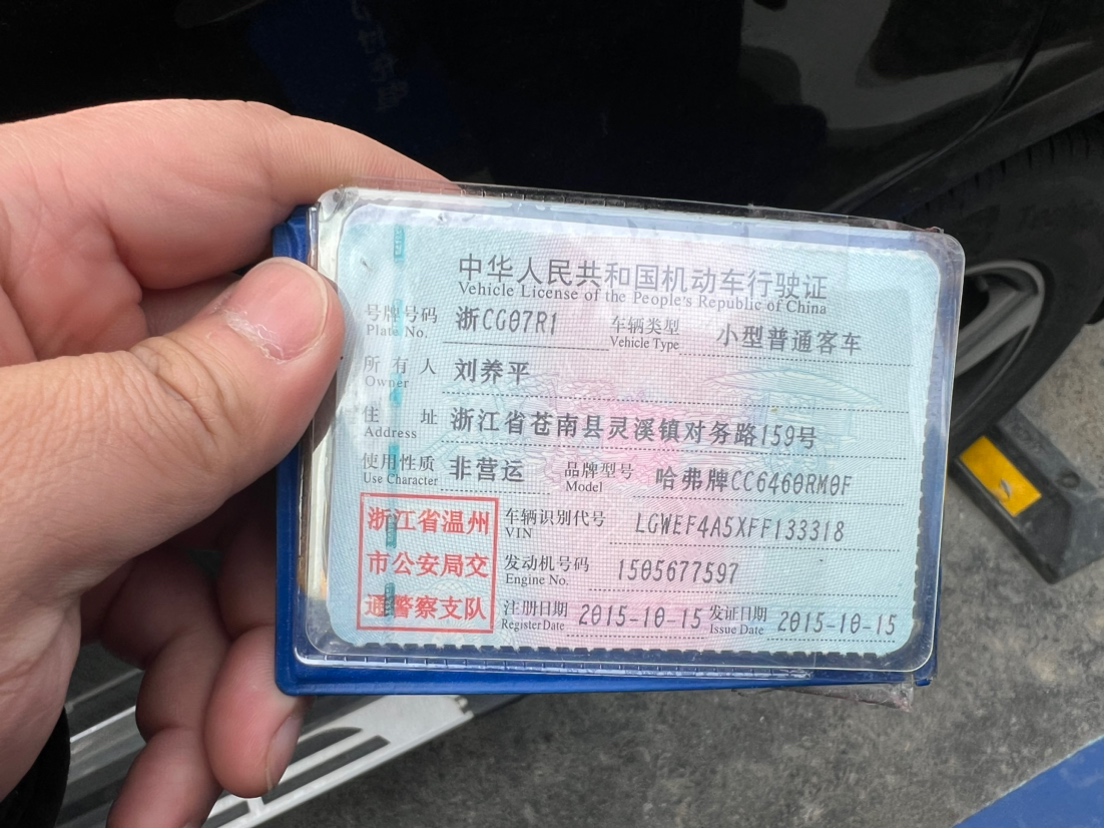 中华人民共和国机动车行驶证
Vehicle License of the People's Republic of China
号牌号码 浙CG07R1 车辆类型 小型普通客车
Plate No. Vehicle Type
所有人 刘养平
Owner
住址 浙江省苍南县灵溪镇对务路159号
Address
使用性质 非营运 品牌型号 哈弗牌CC6460RM0F
Use Character Model
浙江省温州 车辆识别代号 LGWEF4A5XFF133318
VIN
市公安局交 发动机号码 1505677597
Engine No.
通警察支队 注册日期 2015-10-15 发证日期 2015-10-15
Register Date Issue Date